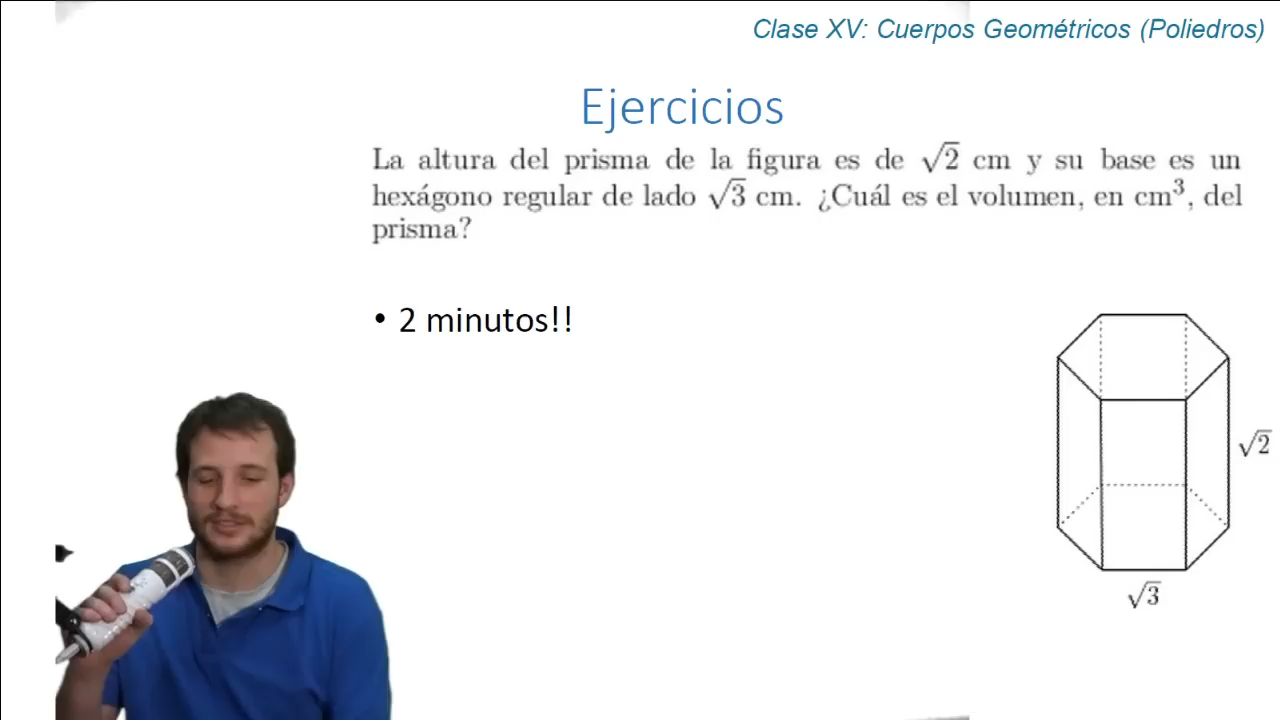 Clase XV: Cuerpos Geométricos (Poliedros)
Ejercicios
La altura del prisma de la figura es de √2 cm y su base es un
hexágono regular de lado √3 cm. ¿Cuál es el volumen, en cm³, del
prisma?
• 2 minutos!!
√2
√3